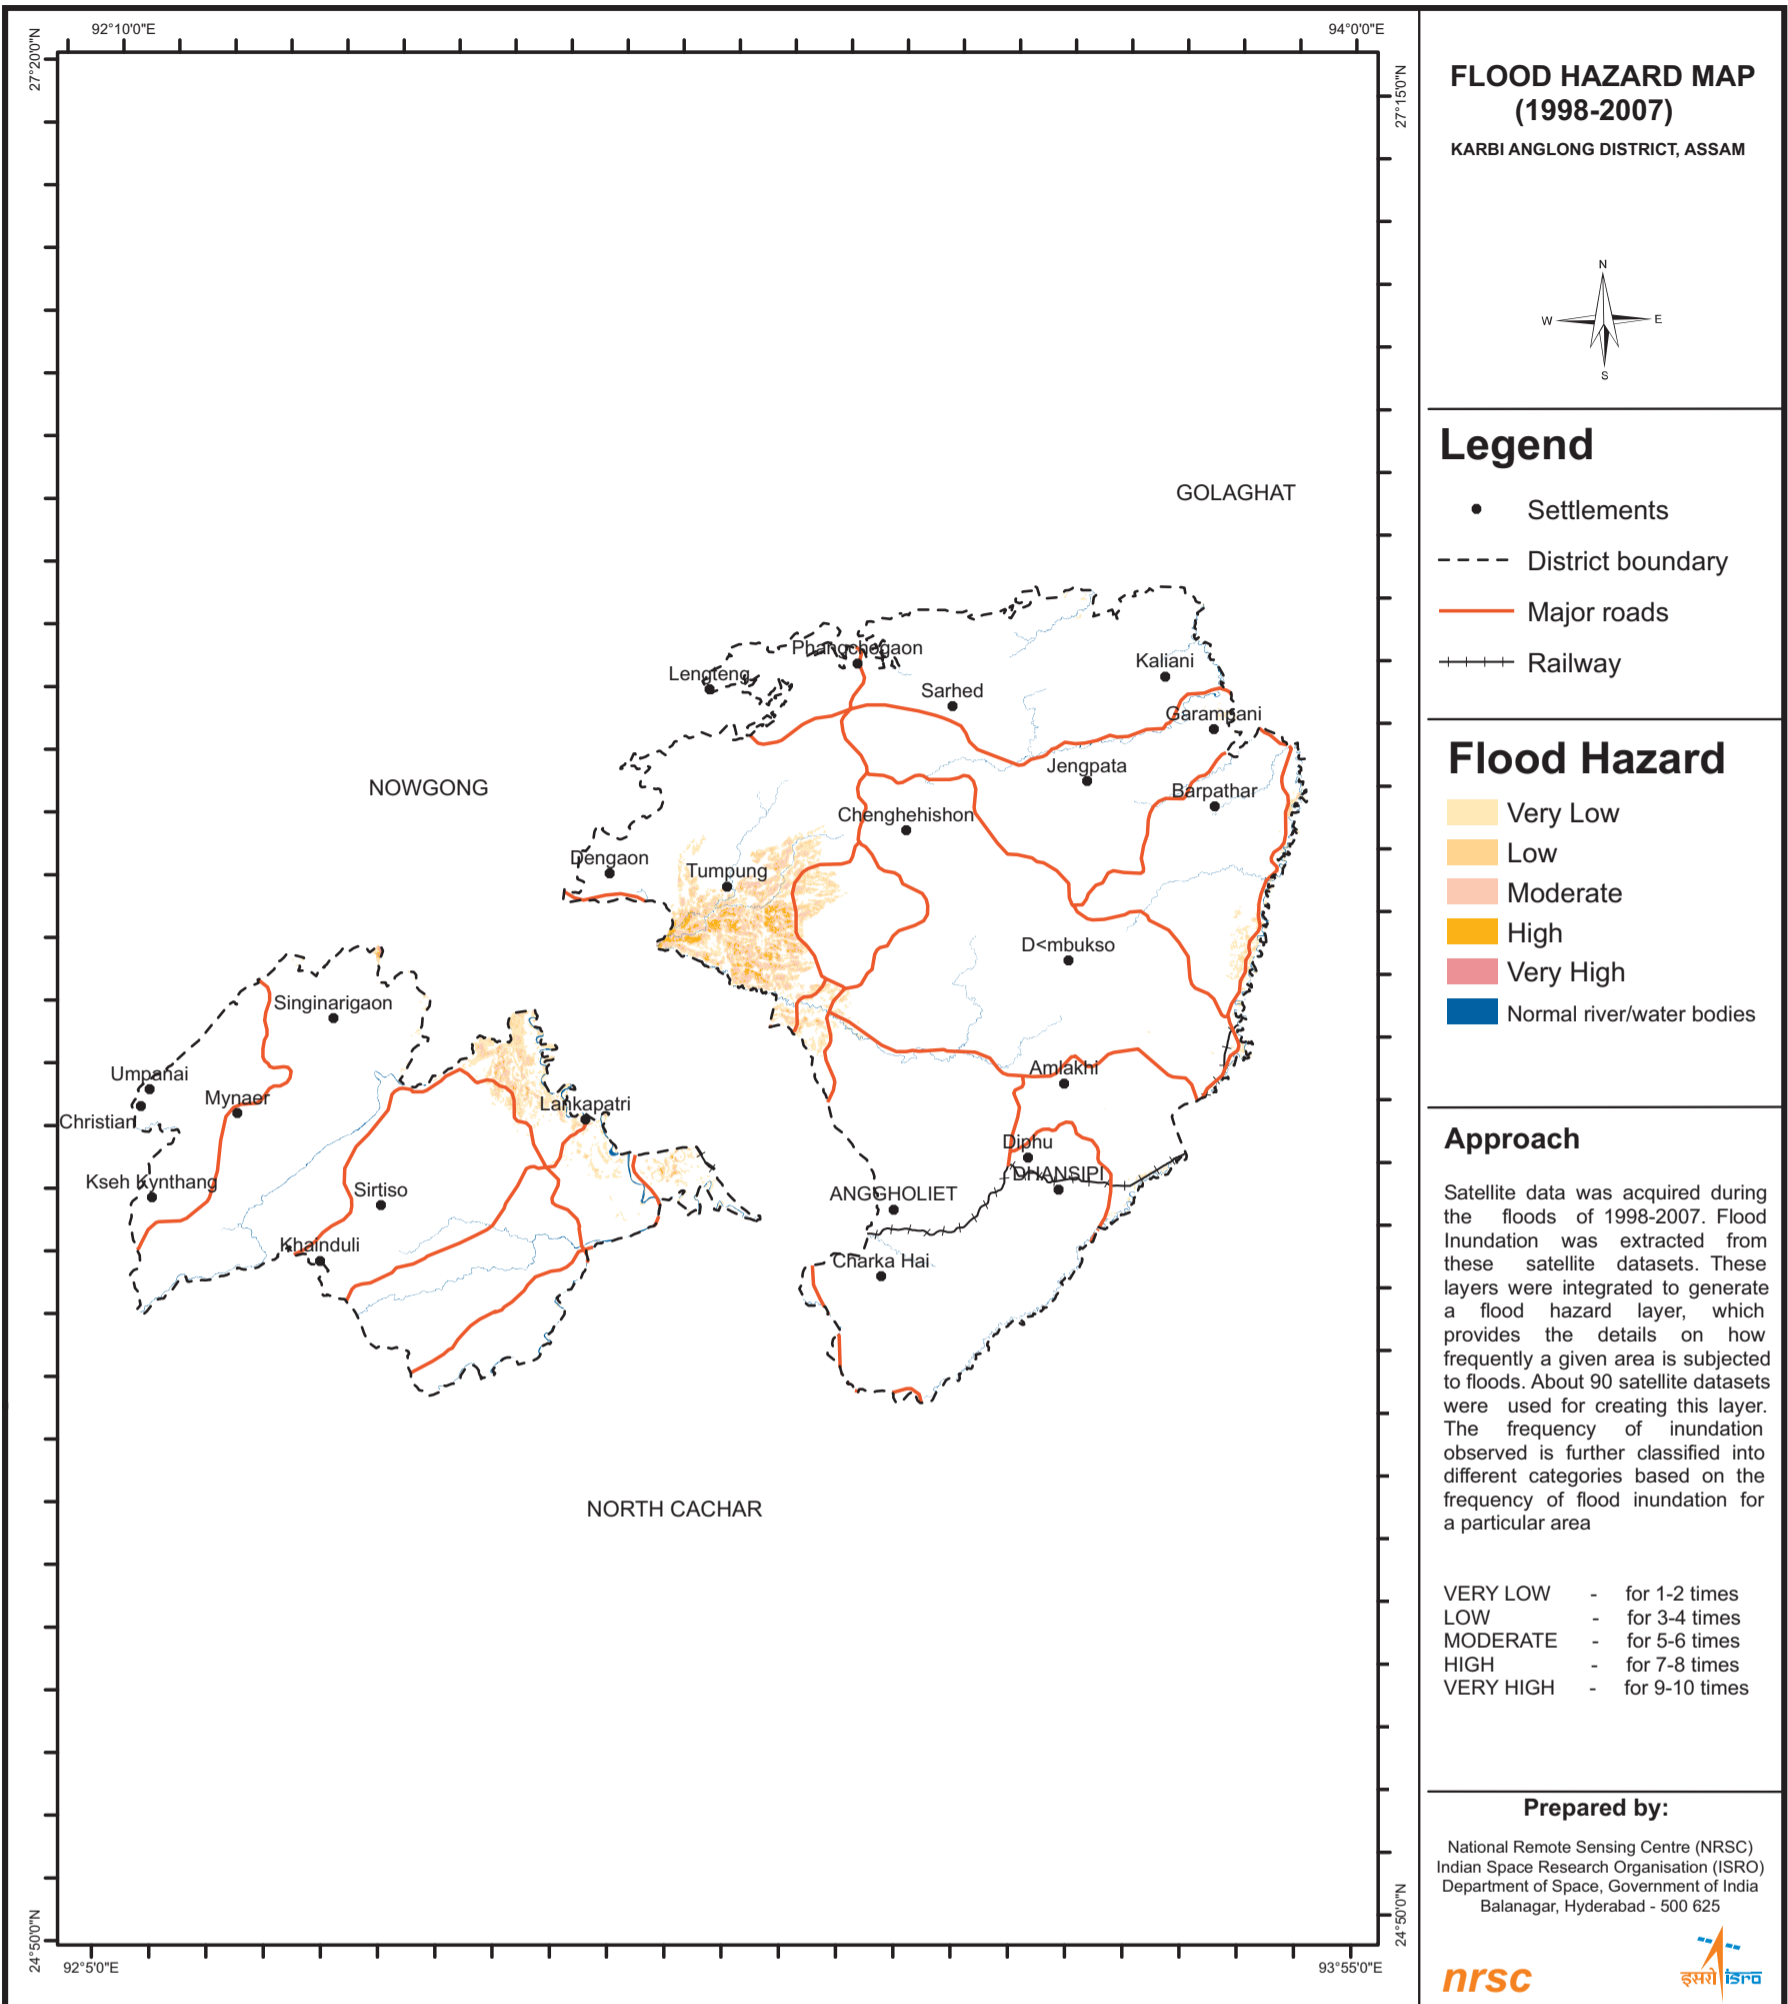 92°10'0"E
94°0'0"E
27°20'0"N
27°15'0"N
GOLAGHAT
Phangchogaon
Lengteng
Kaliani
Sarhed
Garampani
Jengpata
NOWGONG
Barpathar
Chenghehishon
Dengaon
Tumpung
D<mbukso
Singinarigaon
Umpanai
Amlakhi
Mynaer
Lankapatri
Christian
Diphu
DHANSIPI
Kseh Kynthang
Sirtiso
ANGGHOLIET
Khainduli
Charka Hai
NORTH CACHAR
24°50'0"N
24°50'0"N
92°5'0"E
93°55'0"E
FLOOD HAZARD MAP
(1998-2007)
KARBI ANGLONG DISTRICT, ASSAM
N
W
E
S
Legend
Settlements
District boundary
Major roads
Railway
Flood Hazard
Very Low
Low
Moderate
High
Very High
Normal river/water bodies
Approach
Satellite data was acquired during
the floods of 1998-2007. Flood
Inundation was extracted from
these satellite datasets. These
layers were integrated to generate
a flood hazard layer, which
provides the details on how
frequently a given area is subjected
to floods. About 90 satellite datasets
were used for creating this layer.
The frequency of inundation
observed is further classified into
different categories based on the
frequency of flood inundation for
a particular area
VERY LOW - for 1-2 times
LOW - for 3-4 times
MODERATE - for 5-6 times
HIGH - for 7-8 times
VERY HIGH - for 9-10 times
Prepared by:
National Remote Sensing Centre (NRSC)
Indian Space Research Organisation (ISRO)
Department of Space, Government of India
Balanagar, Hyderabad - 500 625
nrsc
इसरो isro